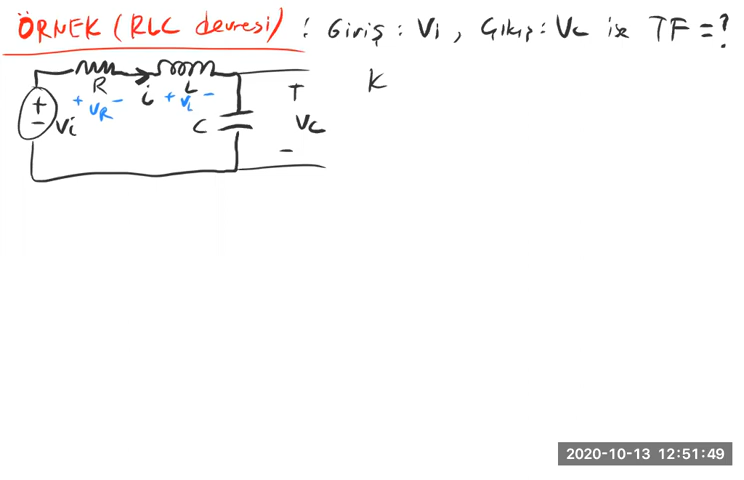 ÖRNEK (RLC devresi) : Giriş : Vi , Çıkış : Vc ise TF = ?
R
i
L
K
+ VR -
+ VL -
+
-
Vi
C
+
Vc
-
2020-10-13 12:51:49